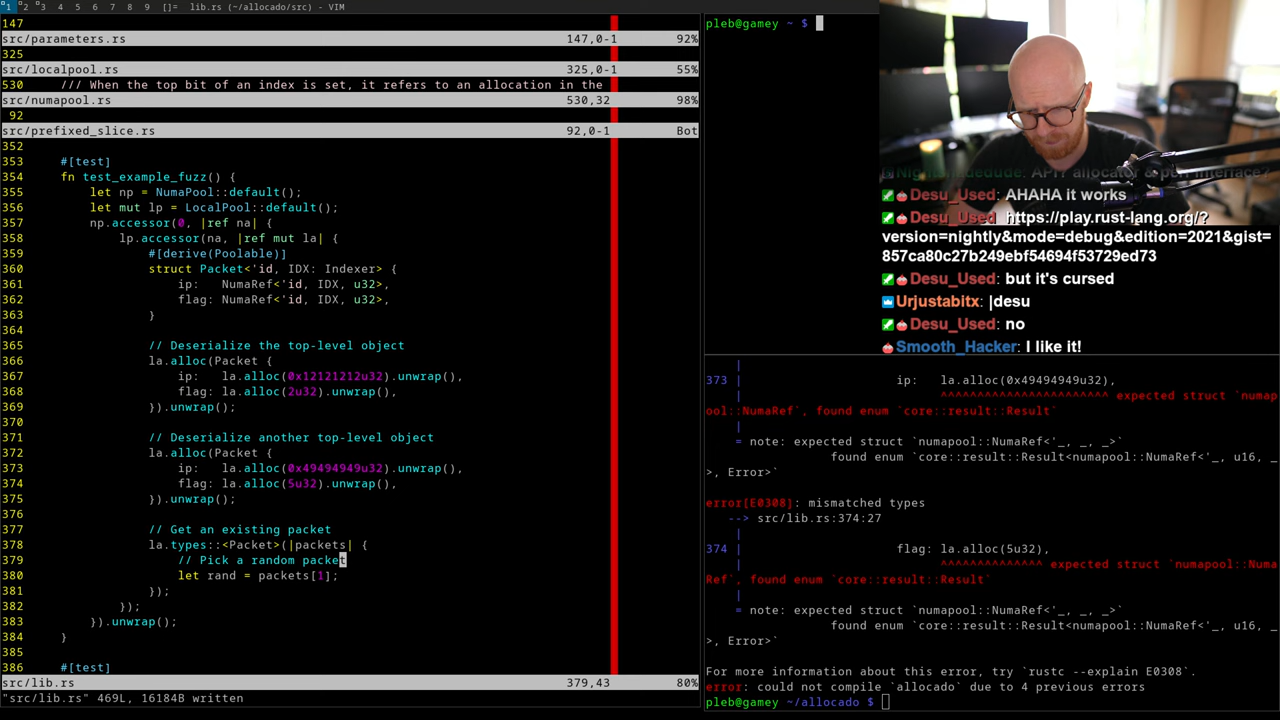 1 2 3 4 5 6 7 8 9 []= lib.rs (~/allocado/src) - VIM
147
src/parameters.rs 147,0-1 92%
325
src/localpool.rs 325,0-1 55%
530 /// When the top bit of an index is set, it refers to an allocation in the
src/numapool.rs 530,32 98%
92
src/prefixed_slice.rs 92,0-1 Bot
352
353 #[test]
354 fn test_example_fuzz() {
355 let np = NumaPool::default();
356 let mut lp = LocalPool::default();
357 np.accessor(0, |ref na| {
358 lp.accessor(na, |ref mut la| {
359 #[derive(Poolable)]
360 struct Packet<'id, IDX: Indexer> {
361 ip: NumaRef<'id, IDX, u32>,
362 flag: NumaRef<'id, IDX, u32>,
363 }
364
365 // Deserialize the top-level object
366 la.alloc(Packet {
367 ip: la.alloc(0x12121212u32).unwrap(),
368 flag: la.alloc(2u32).unwrap(),
369 }).unwrap();
370
371 // Deserialize another top-level object
372 la.alloc(Packet {
373 ip: la.alloc(0x49494949u32).unwrap(),
374 flag: la.alloc(5u32).unwrap(),
375 }).unwrap();
376
377 // Get an existing packet
378 la.types::<Packet>(|packets| {
379 // Pick a random packet
380 let rand = packets[1];
381 });
382 });
383 }).unwrap();
384 }
385
386 #[test]
src/lib.rs 379,43 80%
"src/lib.rs" 469L, 16184B written
pleb@gamey ~ $
Desu_Used: AHAHA it works
Desu_Used: https://play.rust-lang.org/?
version=nightly&mode=debug&edition=2021&gist=
857ca80c27b249ebf54694f53729ed73
Desu_Used: but it's cursed
Urjustabitx: |desu
Desu_Used: no
Smooth_Hacker: I like it!
|
373 | ip: la.alloc(0x49494949u32),
| ^^^^^^^^^^^^^^^^^^^^^^^ expected struct `numap
ool::NumaRef`, found enum `core::result::Result`
|
= note: expected struct `numapool::NumaRef<'_, _, _>`
found enum `core::result::Result<numapool::NumaRef<'_, u16, _
>, Error>`
error[E0308]: mismatched types
--> src/lib.rs:374:27
|
374 | flag: la.alloc(5u32),
| ^^^^^^^^^^^^^^ expected struct `numapool::Numa
Ref`, found enum `core::result::Result`
|
= note: expected struct `numapool::NumaRef<'_, _, _>`
found enum `core::result::Result<numapool::NumaRef<'_, u16, _
>, Error>`
For more information about this error, try `rustc --explain E0308`.
error: could not compile `allocado` due to 4 previous errors
pleb@gamey ~/allocado $